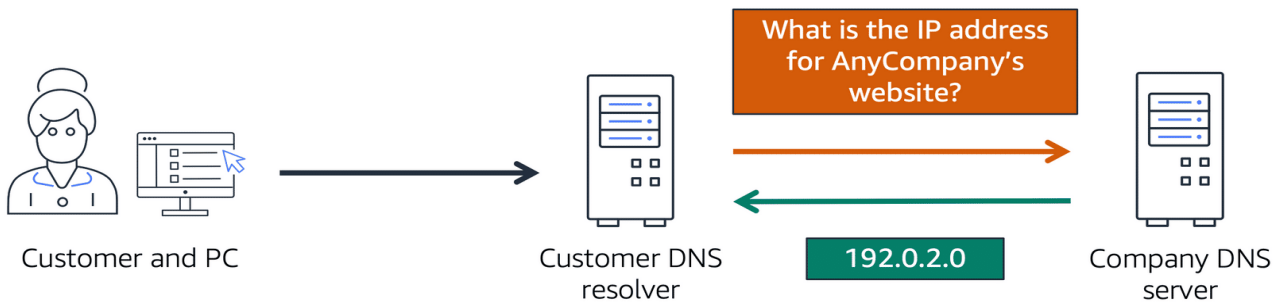 What is the IP address
for AnyCompany's
website?
Customer and PC
Customer DNS
resolver
192.0.2.0
Company DNS
server